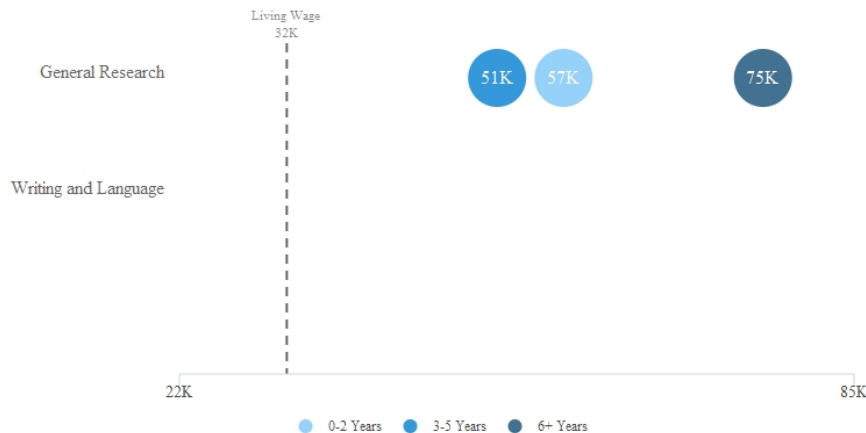 Living Wage
32K
General Research
51K
57K
75K
Writing and Language
22K
85K
0-2 Years
3-5 Years
6+ Years